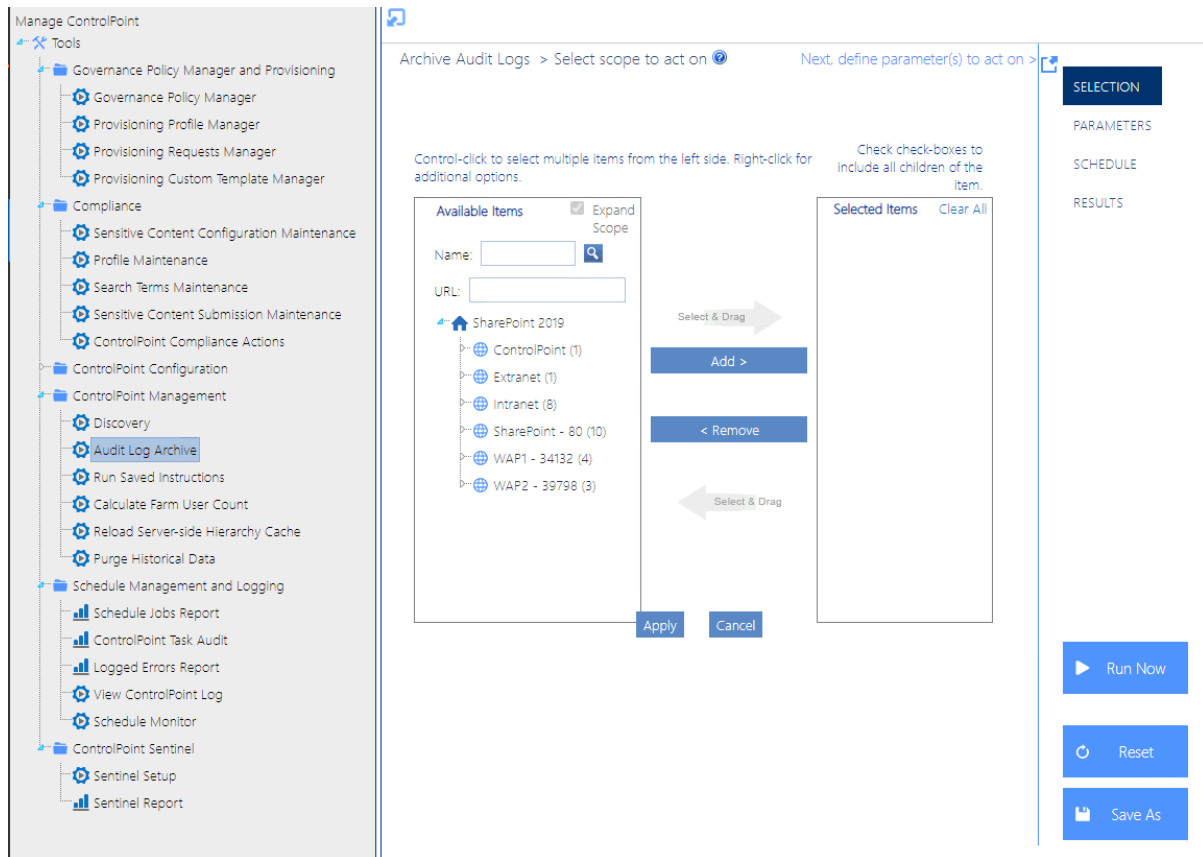 Manage ControlPoint
Tools
Governance Policy Manager and Provisioning
Governance Policy Manager
Provisioning Profile Manager
Provisioning Requests Manager
Provisioning Custom Template Manager
Compliance
Sensitive Content Configuration Maintenance
Profile Maintenance
Search Terms Maintenance
Sensitive Content Submission Maintenance
ControlPoint Compliance Actions
ControlPoint Configuration
ControlPoint Management
Discovery
Audit Log Archive
Run Saved Instructions
Calculate Farm User Count
Reload Server-side Hierarchy Cache
Purge Historical Data
Schedule Management and Logging
Schedule Jobs Report
ControlPoint Task Audit
Logged Errors Report
View ControlPoint Log
Schedule Monitor
ControlPoint Sentinel
Sentinel Setup
Sentinel Report
Archive Audit Logs > Select scope to act on
Next, define parameter(s) to act on >
Control-click to select multiple items from the left side. Right-click for
additional options.
Check check-boxes to
include all children of the
item.
Available Items
Expand
Scope
Name:
URL:
SharePoint 2019
ControlPoint (1)
Extranet (1)
Intranet (8)
SharePoint - 80 (10)
WAP1 - 34132 (4)
WAP2 - 39798 (3)
Select & Drag
Add >
< Remove
Select & Drag
Selected Items
Clear All
Apply
Cancel
SELECTION
PARAMETERS
SCHEDULE
RESULTS
Run Now
Reset
Save As